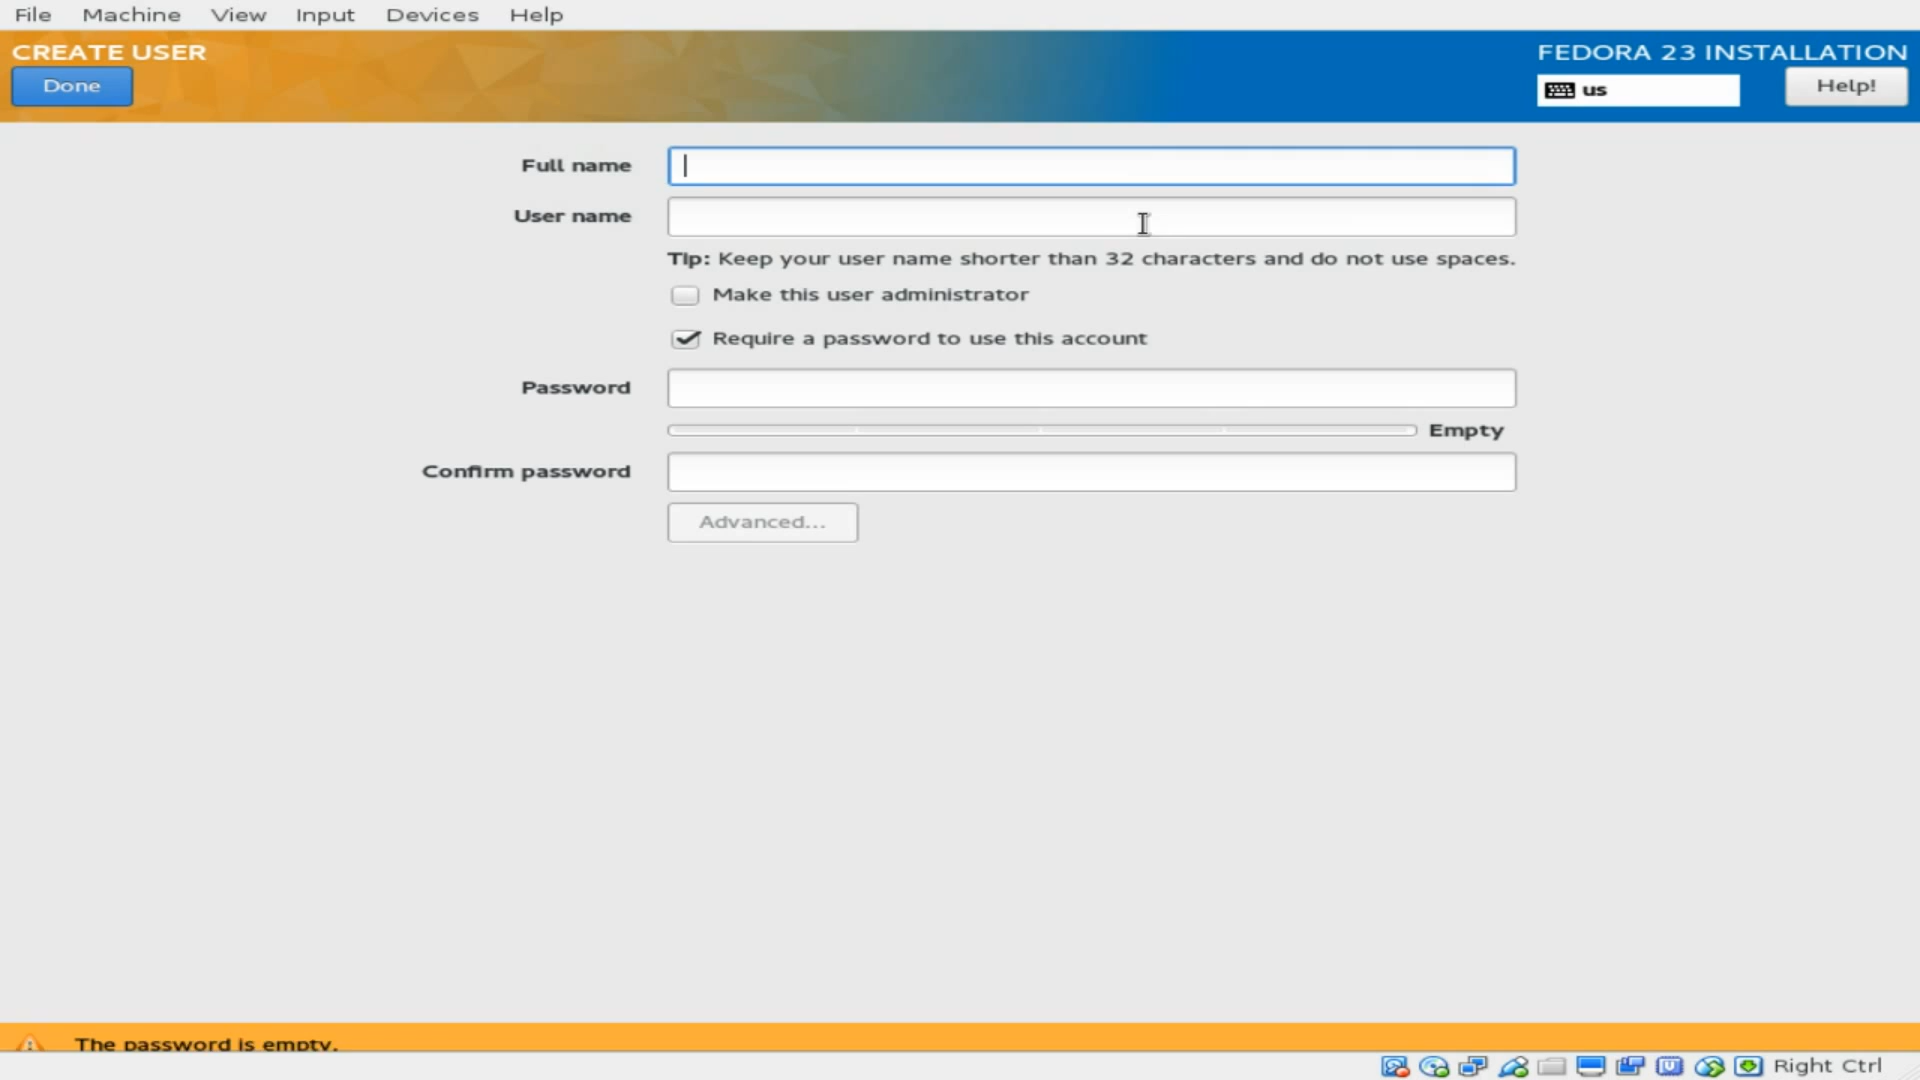 File Machine View Input Devices Help
CREATE USER
FEDORA 23 INSTALLATION
Done
us
Help!
Full name
User name
Tip: Keep your user name shorter than 32 characters and do not use spaces.
Make this user administrator
Require a password to use this account
Password
Empty
Confirm password
Advanced...
The password is empty.
Right Ctrl